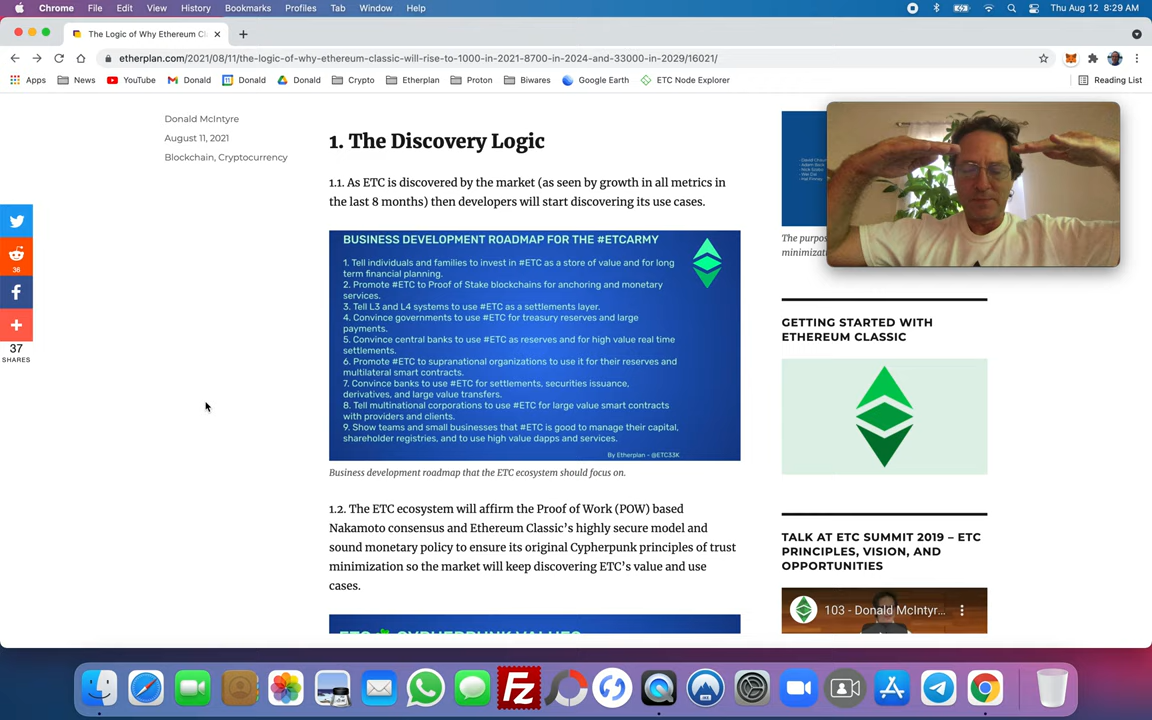 Chrome File Edit View History Bookmarks Profiles Tab Window Help Thu Aug 12 8:29 AM
The Logic of Why Ethereum C
etherplan.com/2021/08/11/the-logic-of-why-ethereum-classic-will-rise-to-1000-in-2021-8700-in-2024-and-33000-in-2029/16021/
Apps News YouTube Donald Donald Donald Crypto Etherplan Proton Biwares Google Earth ETC Node Explorer Reading List
Donald McIntyre
August 11, 2021
Blockchain, Cryptocurrency
36
37
SHARES
1. The Discovery Logic
1.1. As ETC is discovered by the market (as seen by growth in all metrics in
the last 8 months) then developers will start discovering its use cases.
BUSINESS DEVELOPMENT ROADMAP FOR THE #ETCARMY
1. Tell individuals and families to invest in #ETC as a store of value and for long
term financial planning.
2. Promote #ETC to Proof of Stake blockchains for anchoring and monetary
services.
3. Tell L3 and L4 systems to use #ETC as a settlements layer.
4. Convince governments to use #ETC for treasury reserves and large
payments.
5. Convince central banks to use #ETC as reserves and for high value real time
settlements.
6. Promote #ETC to supranational organizations to use it for their reserves and
multilateral smart contracts.
7. Convince banks to use #ETC for settlements, securities issuance,
derivatives, and large value transfers.
8. Tell multinational corporations to use #ETC for large value smart contracts
with providers and clients.
9. Show teams and small businesses that #ETC is good to manage their capital,
shareholder registries, and to use high value dapps and services.
By Etherplan - @ETC33K
Business development roadmap that the ETC ecosystem should focus on.
1.2. The ETC ecosystem will affirm the Proof of Work (POW) based
Nakamoto consensus and Ethereum Classic's highly secure model and
sound monetary policy to ensure its original Cypherpunk principles of trust
minimization so the market will keep discovering ETC's value and use
cases.
The purpos
minimizati
GETTING STARTED WITH
ETHEREUM CLASSIC
TALK AT ETC SUMMIT 2019 – ETC
PRINCIPLES, VISION, AND
OPPORTUNITIES
103 - Donald McIntyr...
Fz